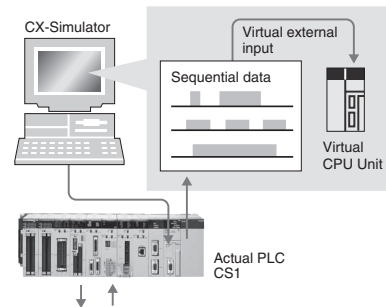 CX-Simulator
Virtual external
input
Sequential data
Virtual
CPU Unit
Actual PLC
CS1